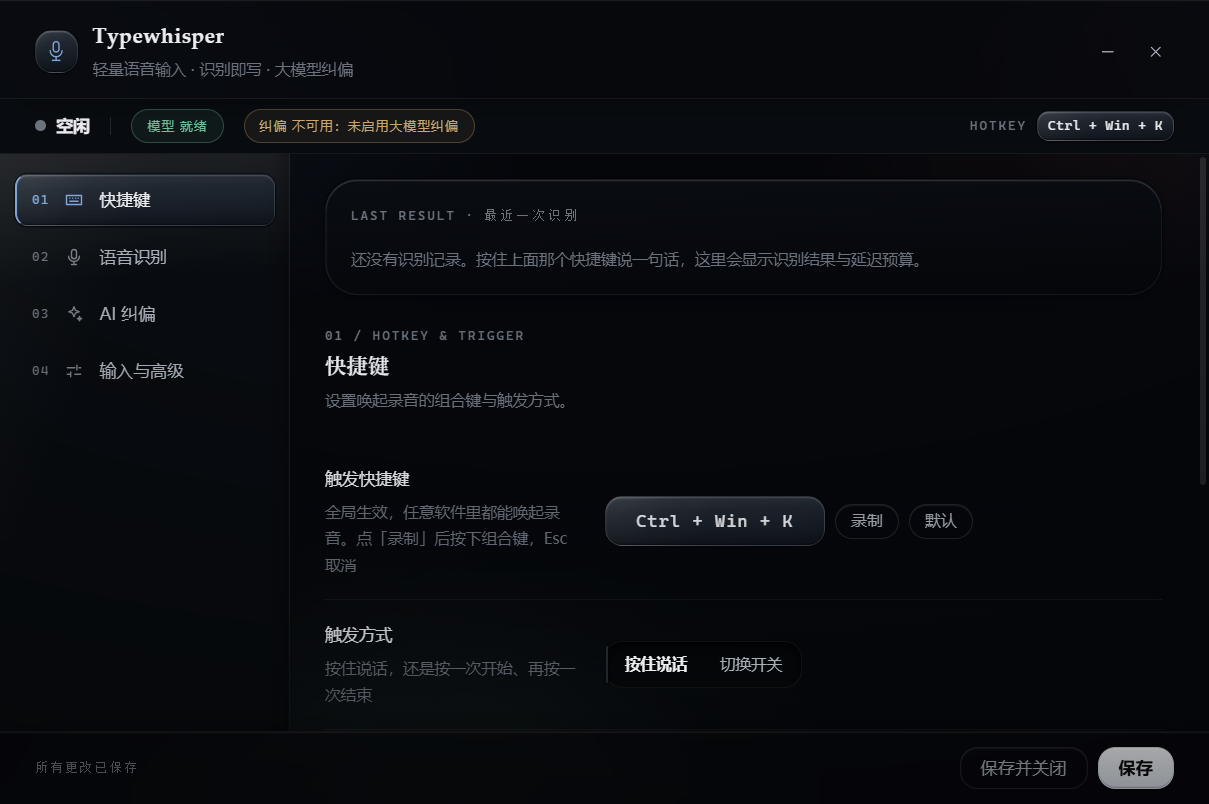 Typewhisper
轻量语音输入 · 识别即写 · 大模型纠偏
空闲
模型 就绪
纠偏 不可用：未启用大模型纠偏
HOTKEY
Ctrl + Win + K
01 快捷键
02 语音识别
03 AI 纠偏
04 输入与高级
LAST RESULT · 最近一次识别
还没有识别记录。按住上面那个快捷键说一句话，这里会显示识别结果与延迟预算。
01 / HOTKEY & TRIGGER
快捷键
设置唤起录音的组合键与触发方式。
触发快捷键
全局生效，任意软件里都能唤起录
音。点「录制」后按下组合键，Esc
取消
Ctrl + Win + K
录制
默认
触发方式
按住说话，还是按一次开始、再按一
次结束
按住说话
切换开关
所有更改已保存
保存并关闭
保存